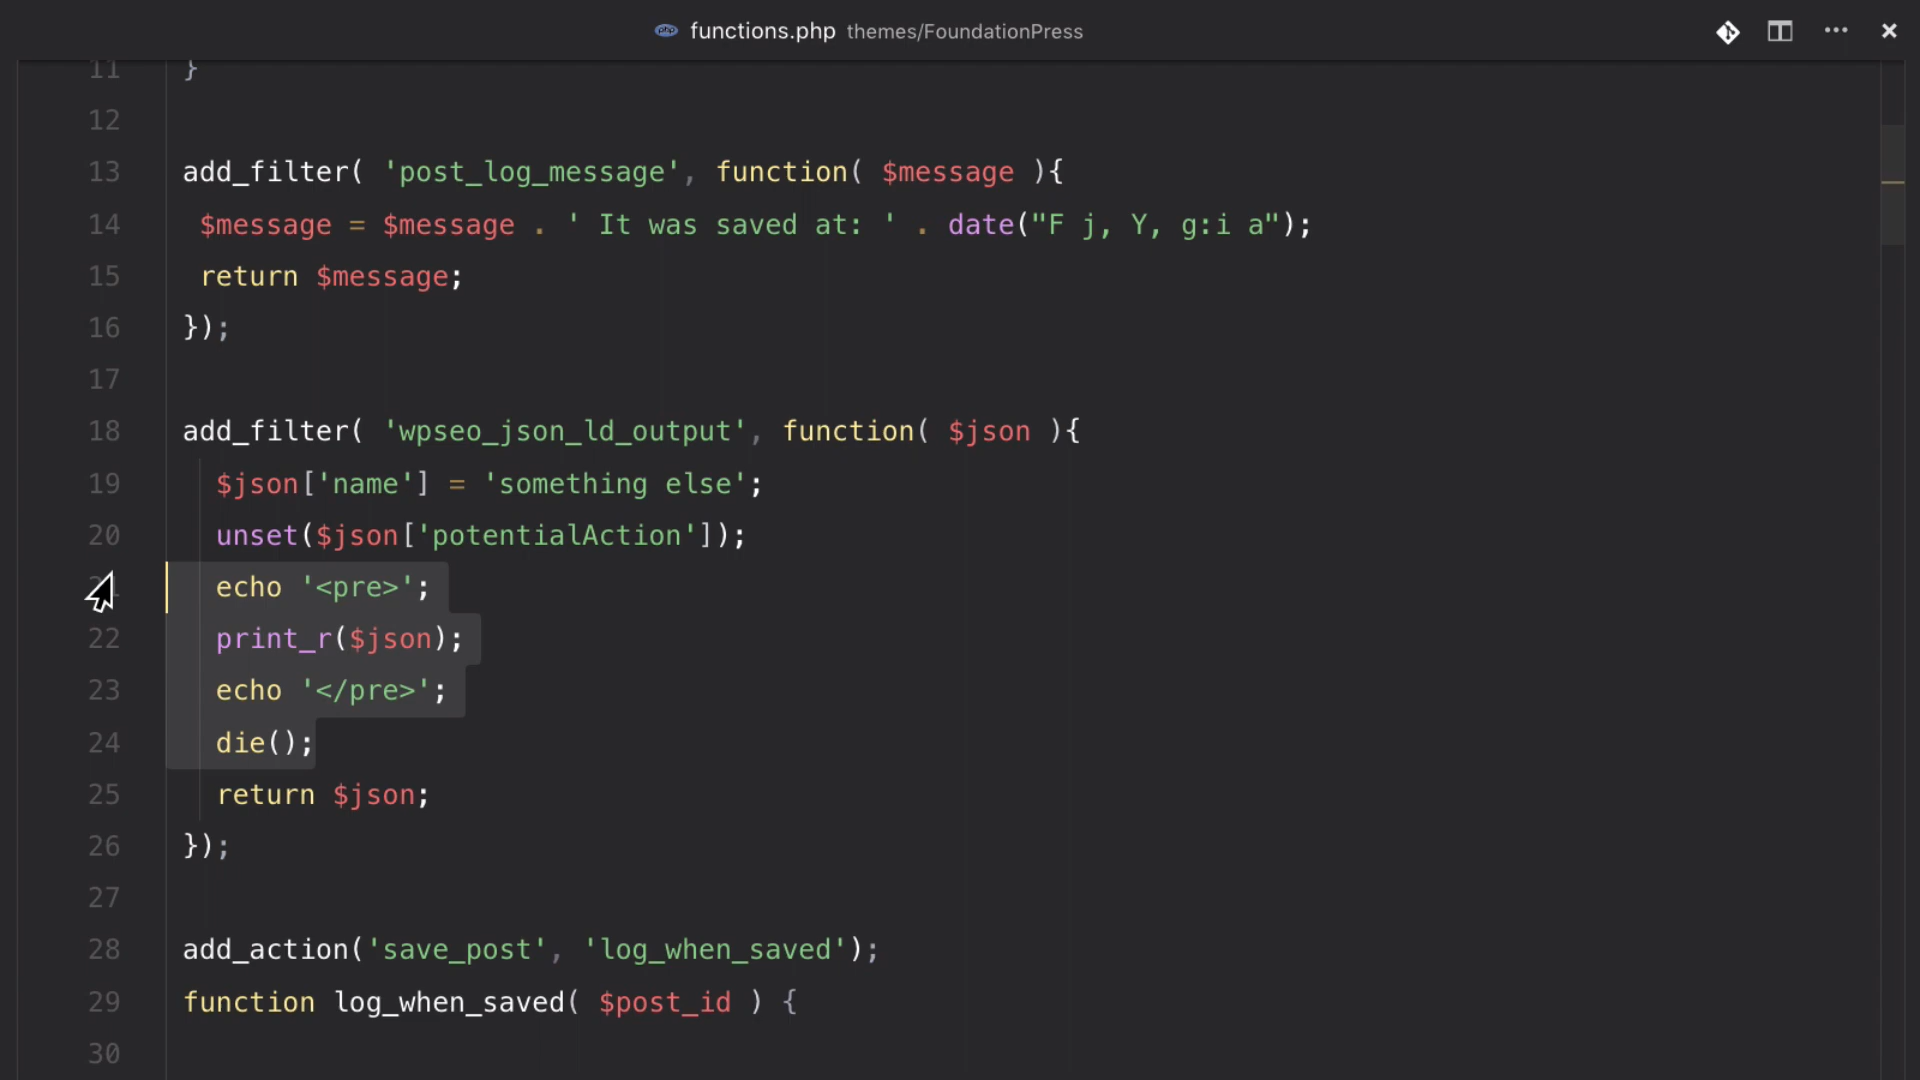 php functions.php themes/FoundationPress
11 }
12
13 add_filter( 'post_log_message', function( $message ){
14 $message = $message . ' It was saved at: ' . date("F j, Y, g:i a");
15 return $message;
16 });
17
18 add_filter( 'wpseo_json_ld_output', function( $json ){
19 $json['name'] = 'something else';
20 unset($json['potentialAction']);
echo '<pre>';
22 print_r($json);
23 echo '</pre>';
24 die();
25 return $json;
26 });
27
28 add_action('save_post', 'log_when_saved');
29 function log_when_saved( $post_id ) {
30